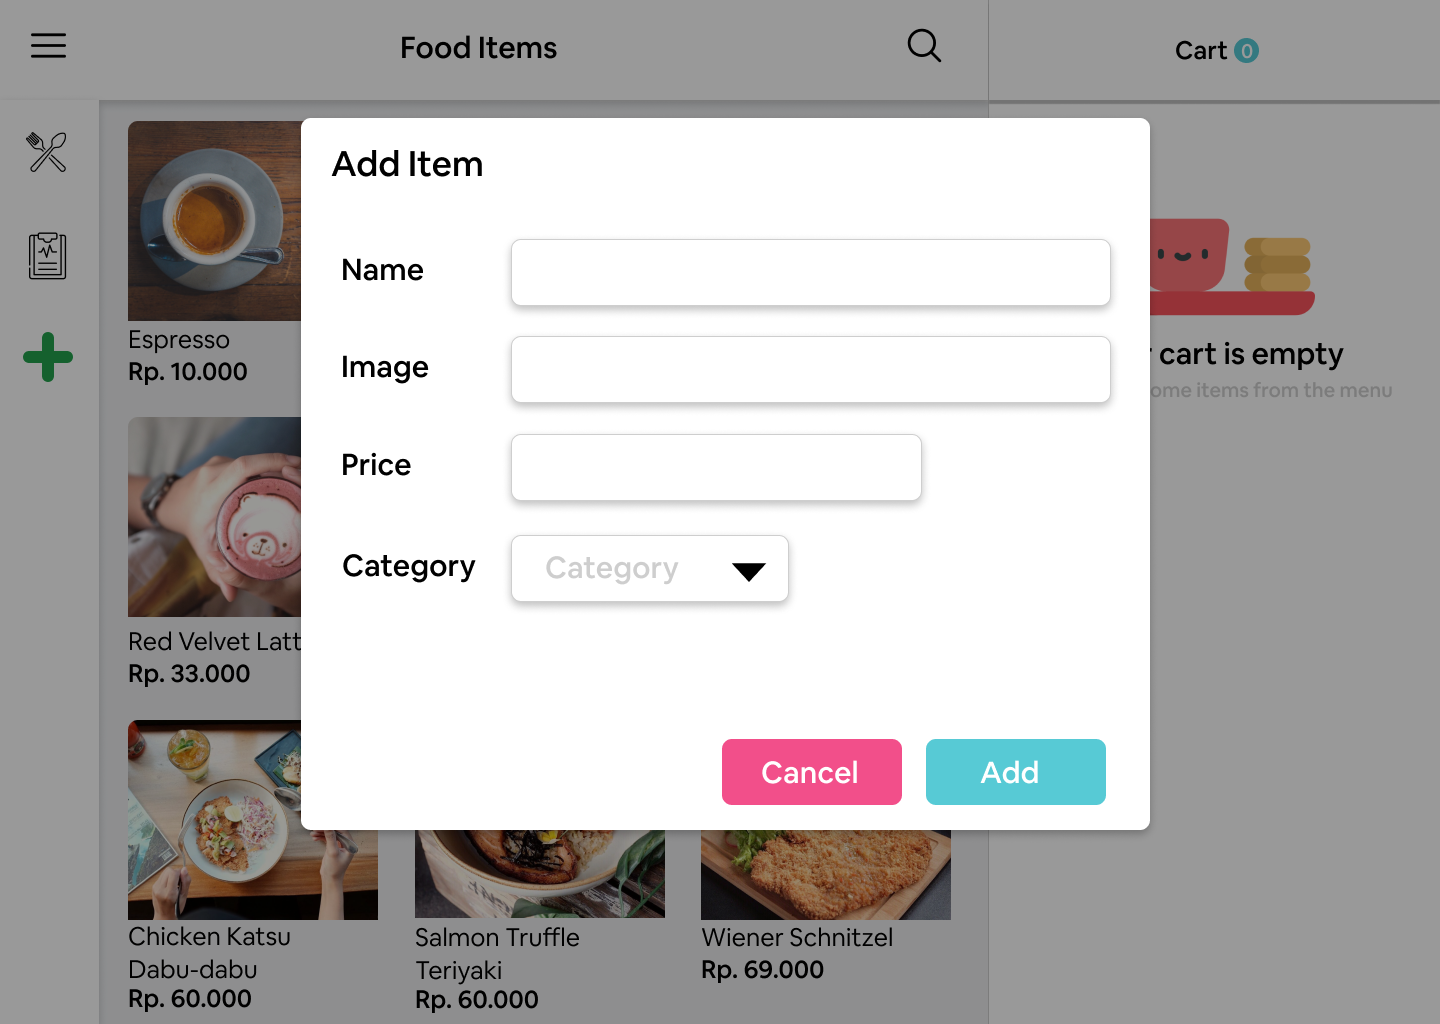 Food Items
Cart 0
Add Item
Name
Image
Price
Category
Category
Cancel
Add
Espresso
Rp. 10.000
Red Velvet Latt
Rp. 33.000
Chicken Katsu
Dabu-dabu
Rp. 60.000
Salmon Truffle
Teriyaki
Rp. 60.000
Wiener Schnitzel
Rp. 69.000
cart is empty
ome items from the menu